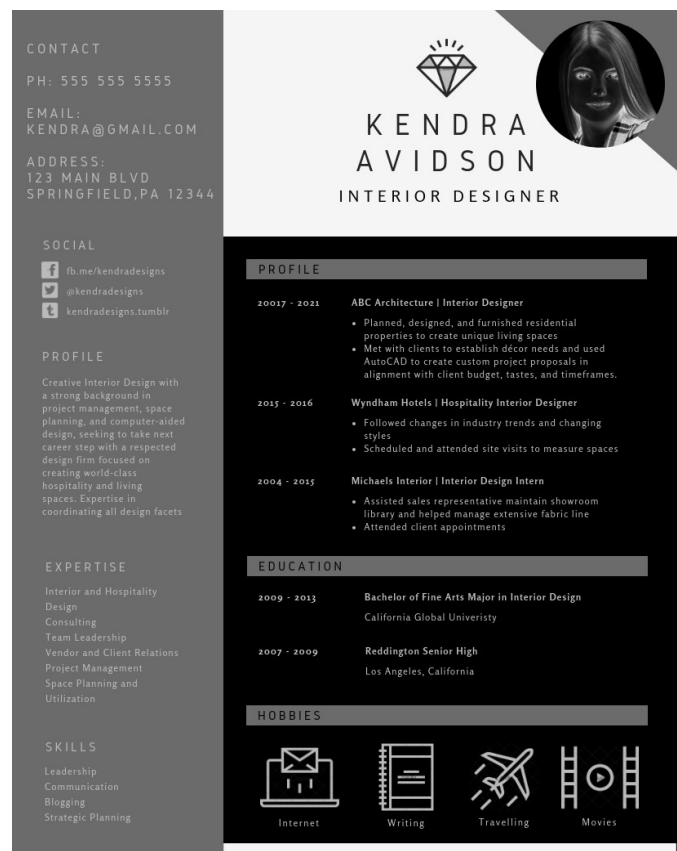 CONTACT
PH: 555 555 5555
EMAIL:
KENDRA@GMAIL.COM
ADDRESS:
123 MAIN BLVD
SPRINGFIELD,PA 12344
SOCIAL
fb.me/kendradesigns
@kendradesigns
kendradesigns.tumblr
PROFILE
Creative Interior Design with
a strong background in
project management, space
planning, and computer-aided
design, seeking to take next
career step with a respected
design firm focused on
creating world-class
hospitality and living
spaces. Expertise in
coordinating all design facets
EXPERTISE
Interior and Hospitality
Design
Consulting
Team Leadership
Vendor and Client Relations
Project Management
Space Planning and
Utilization
SKILLS
Leadership
Communication
Blogging
Strategic Planning
KENDRA
AVIDSON
INTERIOR DESIGNER
PROFILE
20017 - 2021 ABC Architecture | Interior Designer
• Planned, designed, and furnished residential
properties to create unique living spaces
• Met with clients to establish décor needs and used
AutoCAD to create custom project proposals in
alignment with client budget, tastes, and timeframes.
2015 - 2016 Wyndham Hotels | Hospitality Interior Designer
• Followed changes in industry trends and changing
styles
• Scheduled and attended site visits to measure spaces
2004 - 2015 Michaels Interior | Interior Design Intern
• Assisted sales representative maintain showroom
library and helped manage extensive fabric line
• Attended client appointments
EDUCATION
2009 - 2013 Bachelor of Fine Arts Major in Interior Design
California Global Univeristy
2007 - 2009 Reddington Senior High
Los Angeles, California
HOBBIES
Internet Writing Travelling Movies